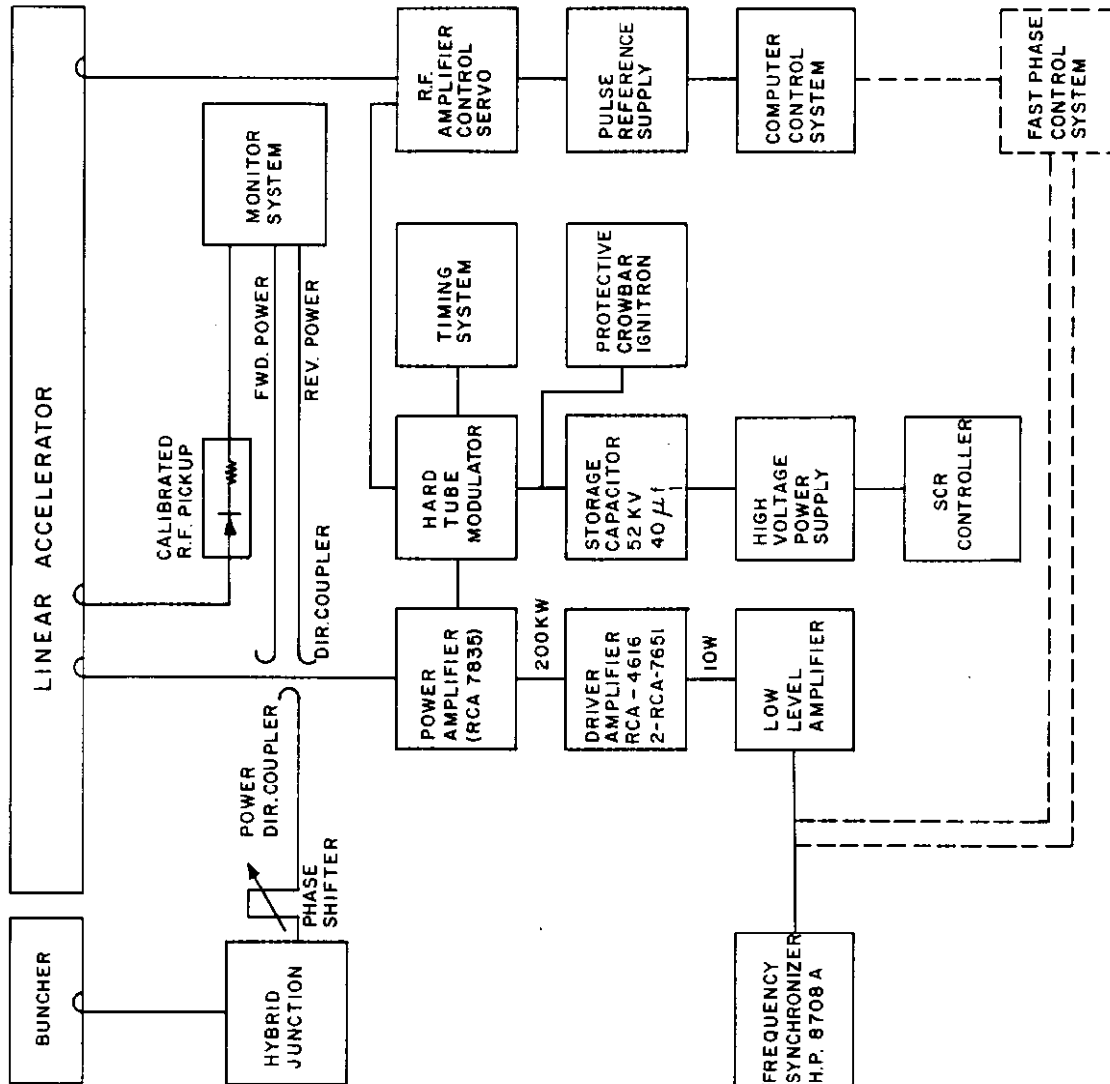 LINEAR ACCELERATOR
BUNCHER
CALIBRATED
R.F. PICKUP
MONITOR
SYSTEM
FWD. POWER
REV. POWER
DIR. COUPLER
POWER
DIR. COUPLER
PHASE
SHIFTER
HYBRID
JUNCTION
POWER
AMPLIFIER
(RCA 7835)
HARD
TUBE
MODULATOR
TIMING
SYSTEM
R.F.
AMPLIFIER
CONTROL
SERVO
200KW
DRIVER
AMPLIFIER
RCA-4616
2-RCA-7651
STORAGE
CAPACITOR
52 KV
40 μf
PROTECTIVE
CROWBAR
IGNITRON
PULSE
REFERENCE
SUPPLY
10W
LOW
LEVEL
AMPLIFIER
HIGH
VOLTAGE
POWER
SUPPLY
COMPUTER
CONTROL
SYSTEM
SCR
CONTROLLER
FREQUENCY
SYNCHRONIZER
H.P. 8708A
FAST PHASE
CONTROL
SYSTEM